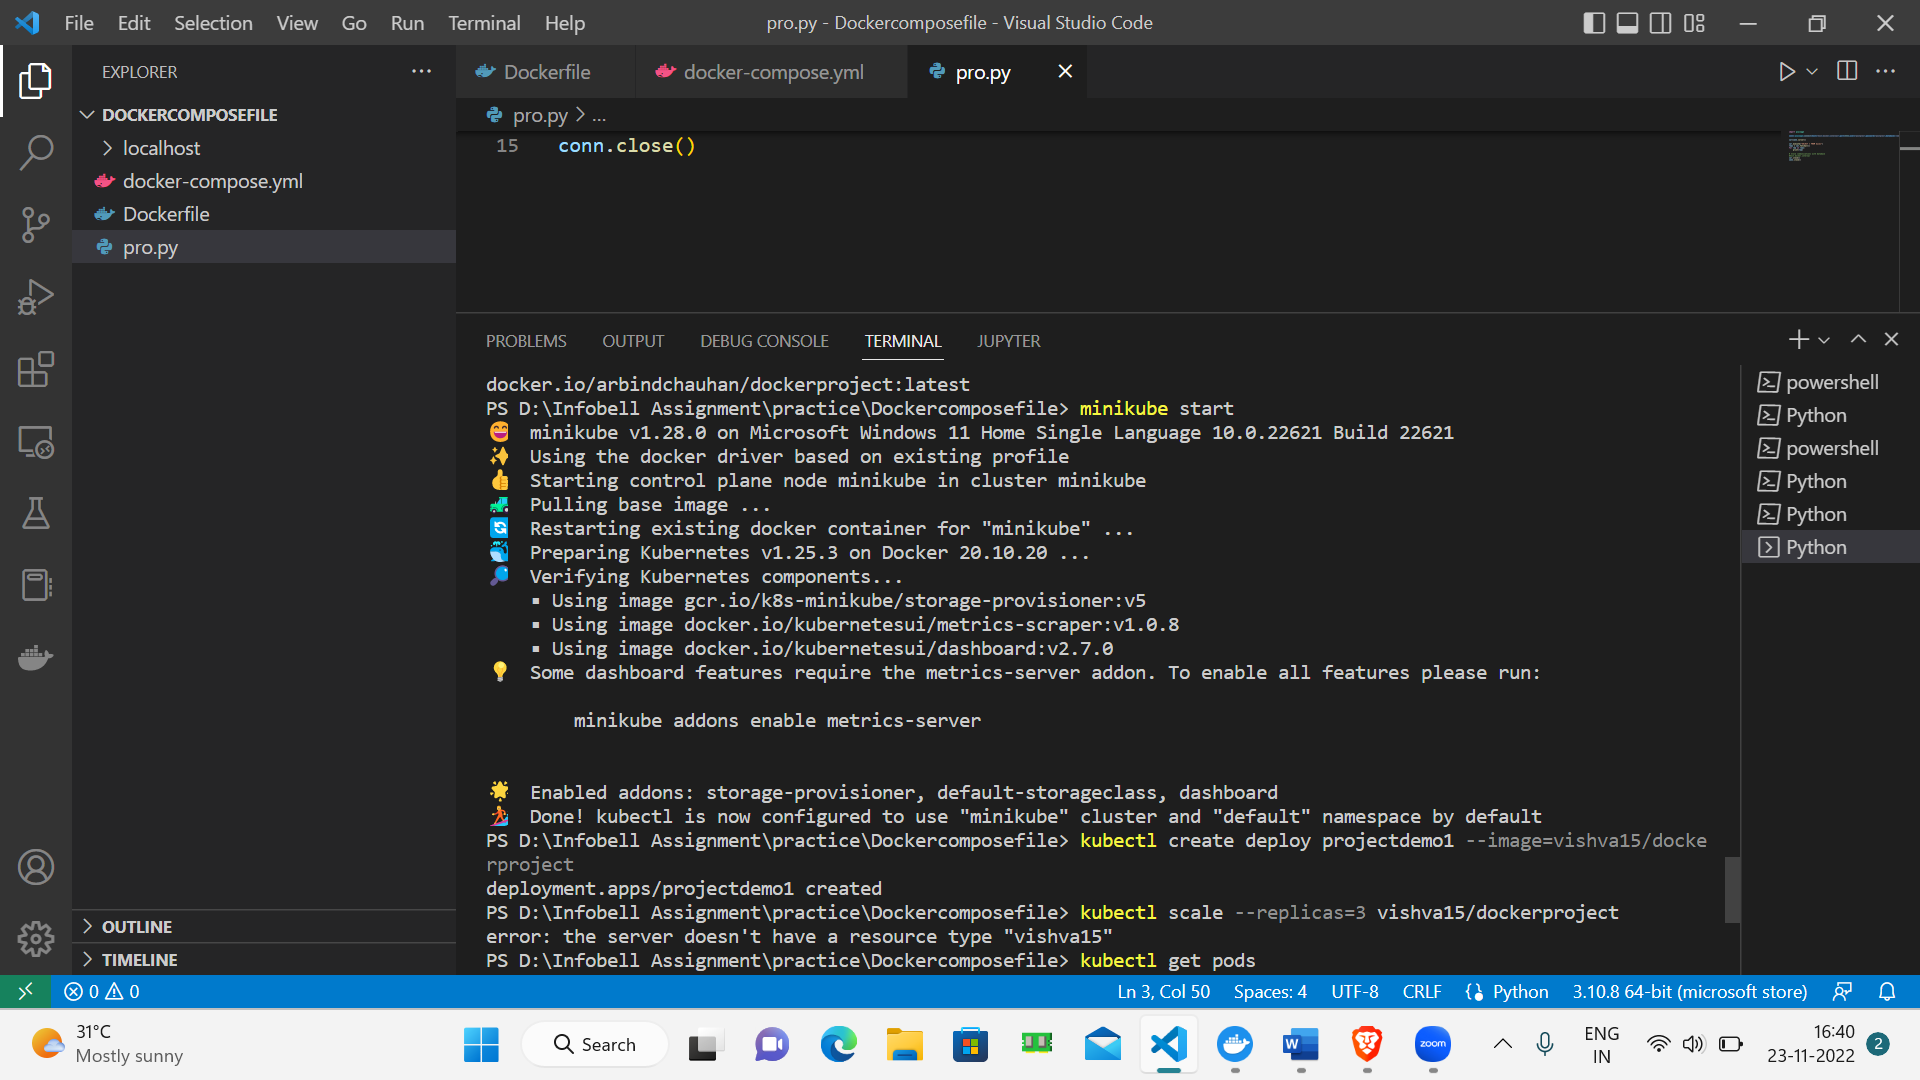 File Edit Selection View Go Run Terminal Help
pro.py - Dockercomposefile - Visual Studio Code
EXPLORER
DOCKERCOMPOSEFILE
localhost
docker-compose.yml
Dockerfile
pro.py
OUTLINE
TIMELINE
Dockerfile docker-compose.yml pro.py
pro.py > ...
15 conn.close()
PROBLEMS OUTPUT DEBUG CONSOLE TERMINAL JUPYTER
docker.io/arbindchauhan/dockerproject:latest
PS D:\Infobell Assignment\practice\Dockercomposefile> minikube start
minikube v1.28.0 on Microsoft Windows 11 Home Single Language 10.0.22621 Build 22621
Using the docker driver based on existing profile
Starting control plane node minikube in cluster minikube
Pulling base image ...
Restarting existing docker container for "minikube" ...
Preparing Kubernetes v1.25.3 on Docker 20.10.20 ...
Verifying Kubernetes components...
▪ Using image gcr.io/k8s-minikube/storage-provisioner:v5
▪ Using image docker.io/kubernetesui/metrics-scraper:v1.0.8
▪ Using image docker.io/kubernetesui/dashboard:v2.7.0
Some dashboard features require the metrics-server addon. To enable all features please run:
minikube addons enable metrics-server
Enabled addons: storage-provisioner, default-storageclass, dashboard
Done! kubectl is now configured to use "minikube" cluster and "default" namespace by default
PS D:\Infobell Assignment\practice\Dockercomposefile> kubectl create deploy projectdemo1 --image=vishva15/docke
rproject
deployment.apps/projectdemo1 created
PS D:\Infobell Assignment\practice\Dockercomposefile> kubectl scale --replicas=3 vishva15/dockerproject
error: the server doesn't have a resource type "vishva15"
PS D:\Infobell Assignment\practice\Dockercomposefile> kubectl get pods
powershell
Python
powershell
Python
Python
Python
0 0 Ln 3, Col 50 Spaces: 4 UTF-8 CRLF Python 3.10.8 64-bit (microsoft store)
31°C
Mostly sunny
Search
zoom
ENG
IN
16:40
23-11-2022
2